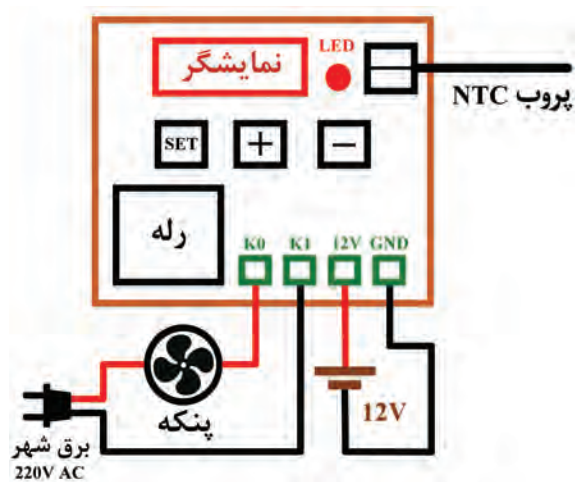 LED
نمایشگر
پروب NTC
SET + −
رله
K0 K1 12V GND
پنکه
12V
برق شهر
220V AC